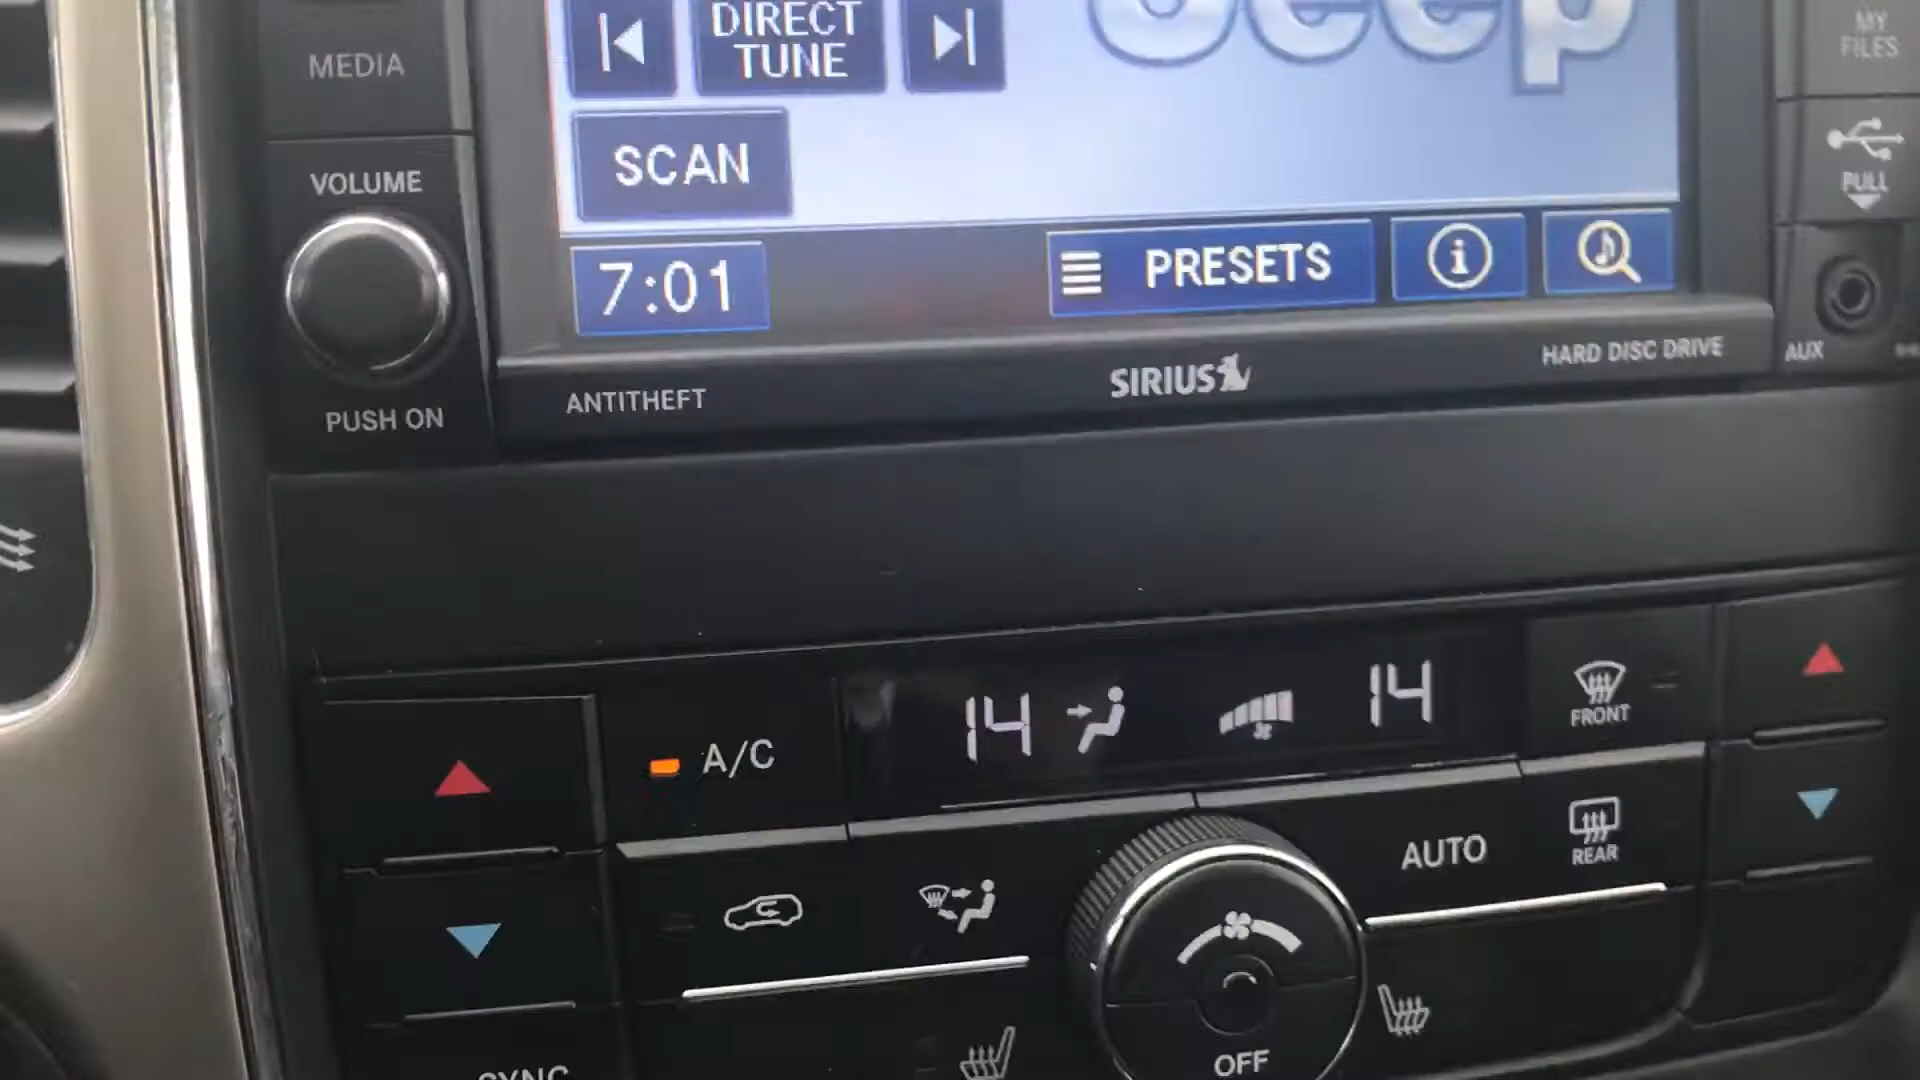 DIRECT
TUNE
Jeep
MY
FILES
MEDIA
SCAN
VOLUME
PULL
7:01
PRESETS
i
PUSH ON
ANTITHEFT
SIRIUS
HARD DISC DRIVE
AUX
A/C
14
14
FRONT
AUTO
REAR
OFF
SYNC